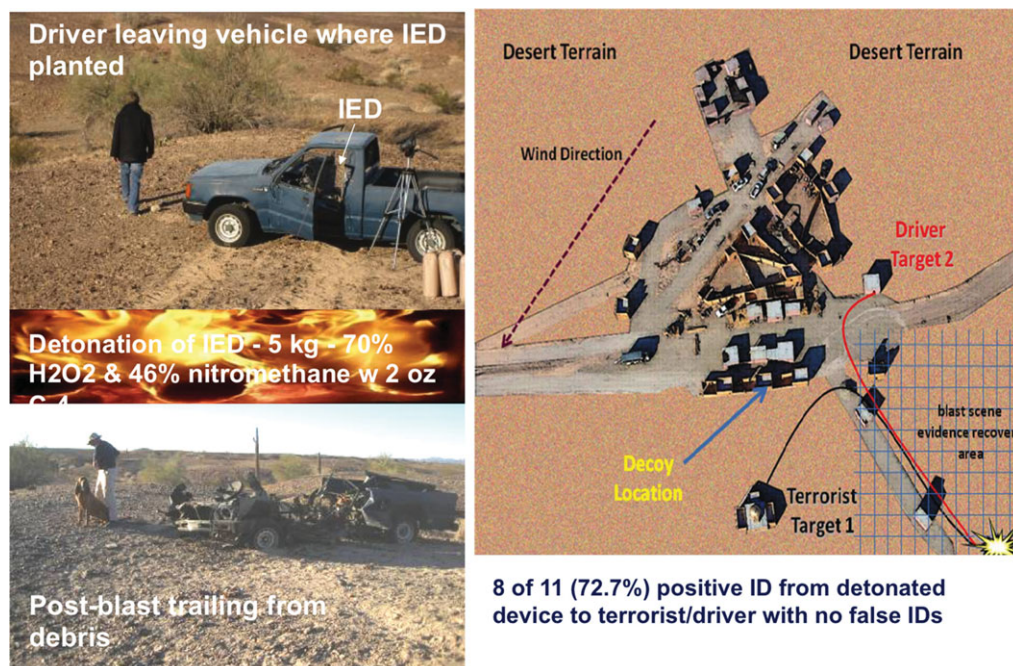 Driver leaving vehicle where IED
planted
IED
Detonation of IED - 5 kg - 70%
H2O2 & 46% nitromethane w 2 oz
C-4
Post-blast trailing from
debris
Desert Terrain
Desert Terrain
Wind Direction
Driver
Target 2
blast scene
evidence recover
area
Decoy
Location
Terrorist
Target 1
8 of 11 (72.7%) positive ID from detonated
device to terrorist/driver with no false IDs